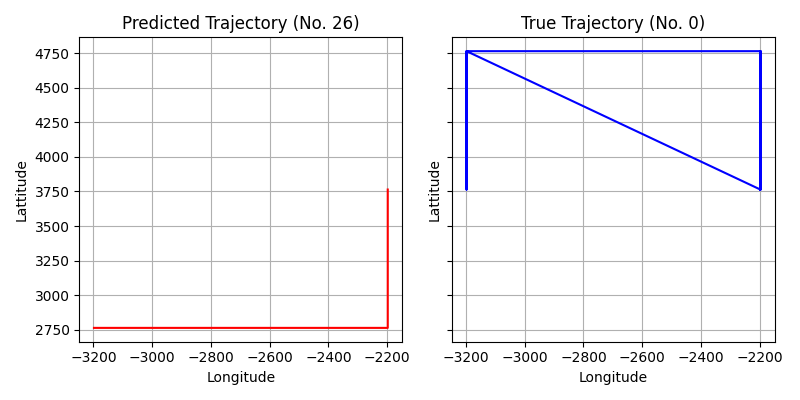 Predicted Trajectory (No. 26)
True Trajectory (No. 0)
4750
4500
4250
4000
3750
3500
3250
3000
2750
Lattitude
Lattitude
−3200 −3000 −2800 −2600 −2400 −2200
−3200 −3000 −2800 −2600 −2400 −2200
Longitude
Longitude